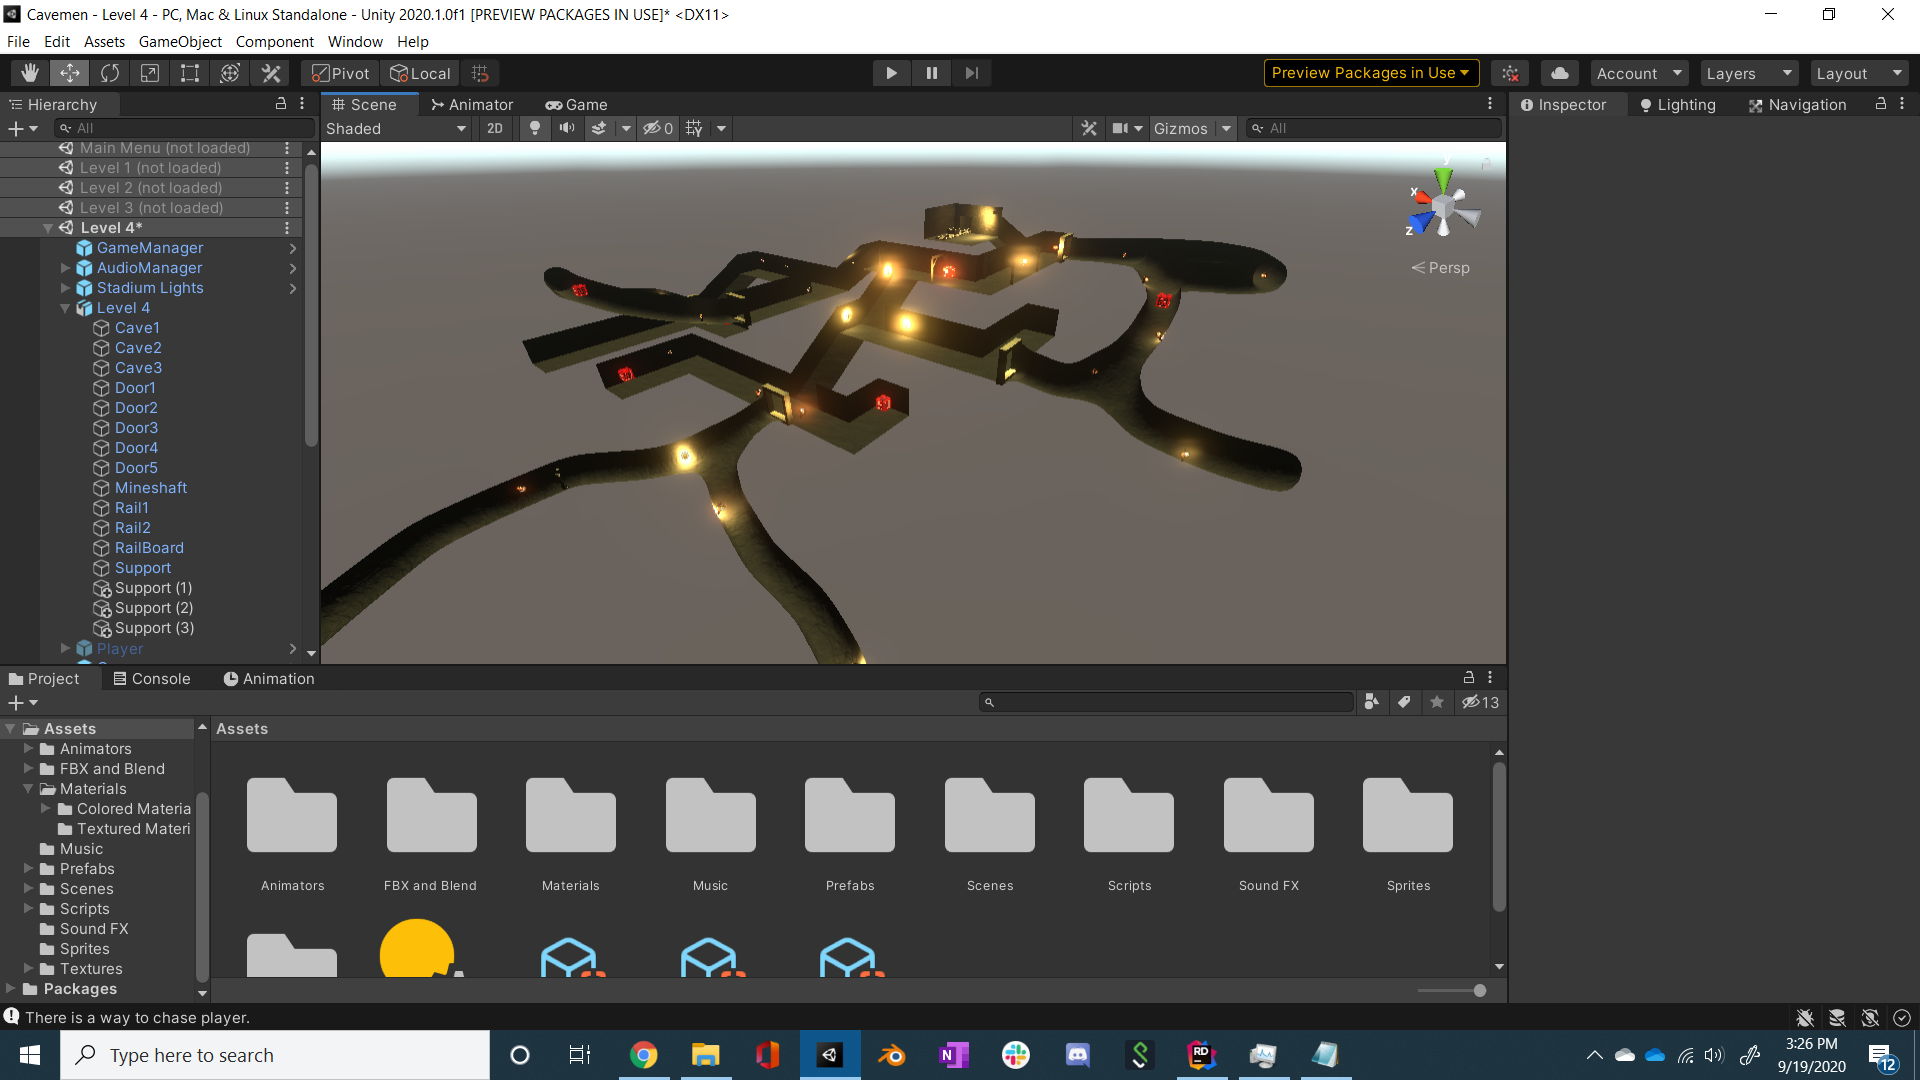 Cavemen - Level 4 - PC, Mac & Linux Standalone - Unity 2020.1.0f1 [PREVIEW PACKAGES IN USE]* <DX11>
File Edit Assets GameObject Component Window Help
Pivot Local Preview Packages in Use Account Layers Layout
Hierarchy Scene Animator Game Inspector Lighting Navigation
All Shaded 2D 0 Gizmos All
Main Menu (not loaded)
Level 1 (not loaded)
Level 2 (not loaded)
Level 3 (not loaded)
Level 4*
GameManager
AudioManager
Stadium Lights
Level 4
Cave1
Cave2
Cave3
Door1
Door2
Door3
Door4
Door5
Mineshaft
Rail1
Rail2
RailBoard
Support
Support (1)
Support (2)
Support (3)
Player
y
x
z
Persp
Project Console Animation
13
Assets
Animators
FBX and Blend
Materials
Colored Materia
Textured Materi
Music
Prefabs
Scenes
Scripts
Sound FX
Sprites
Textures
Packages
Assets
Animators FBX and Blend Materials Music Prefabs Scenes Scripts Sound FX Sprites
There is a way to chase player.
Type here to search
N
RD
3:26 PM
9/19/2020
12